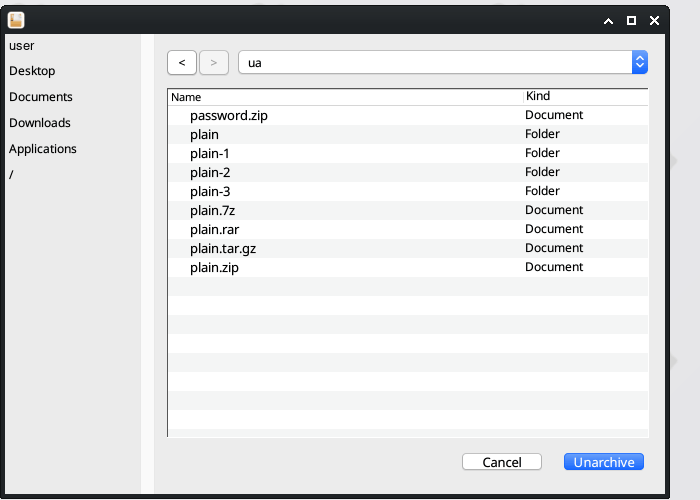 user
Desktop
Documents
Downloads
Applications
/
< > ua
Name Kind
password.zip Document
plain Folder
plain-1 Folder
plain-2 Folder
plain-3 Folder
plain.7z Document
plain.rar Document
plain.tar.gz Document
plain.zip Document
Cancel Unarchive